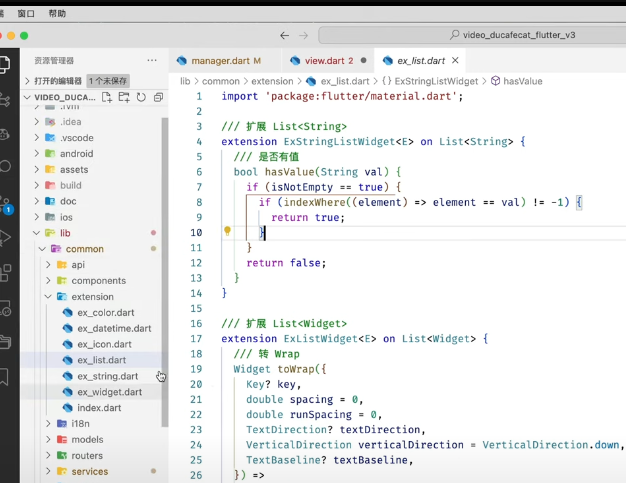 窗口 帮助
video_ducafecat_flutter_v3
资源管理器 ...
manager.dart M
view.dart 2
ex_list.dart
打开的编辑器 1 个未保存
lib > common > extension > ex_list.dart > {} ExStringListWidget > hasValue
VIDEO_DUCA...
.idea
.vscode
android
assets
build
doc
ios
lib
common
api
components
extension
ex_color.dart
ex_datetime.dart
ex_icon.dart
ex_list.dart
ex_string.dart
ex_widget.dart
index.dart
i18n
models
routers
services
1
1 import 'package:flutter/material.dart';
2
3 /// 扩展 List<String>
4 extension ExStringListWidget<E> on List<String> {
5 /// 是否有值
6 bool hasValue(String val) {
7 if (isNotEmpty == true) {
8 if (indexWhere((element) => element == val) != -1) {
9 return true;
10 }
11 }
12 return false;
13 }
14 }
15
16 /// 扩展 List<Widget>
17 extension ExListWidget<E> on List<Widget> {
18 /// 转 Wrap
19 Widget toWrap({
20 Key? key,
21 double spacing = 0,
22 double runSpacing = 0,
23 TextDirection? textDirection,
24 VerticalDirection verticalDirection = VerticalDirection.down,
25 TextBaseline? textBaseline,
26 }) =>